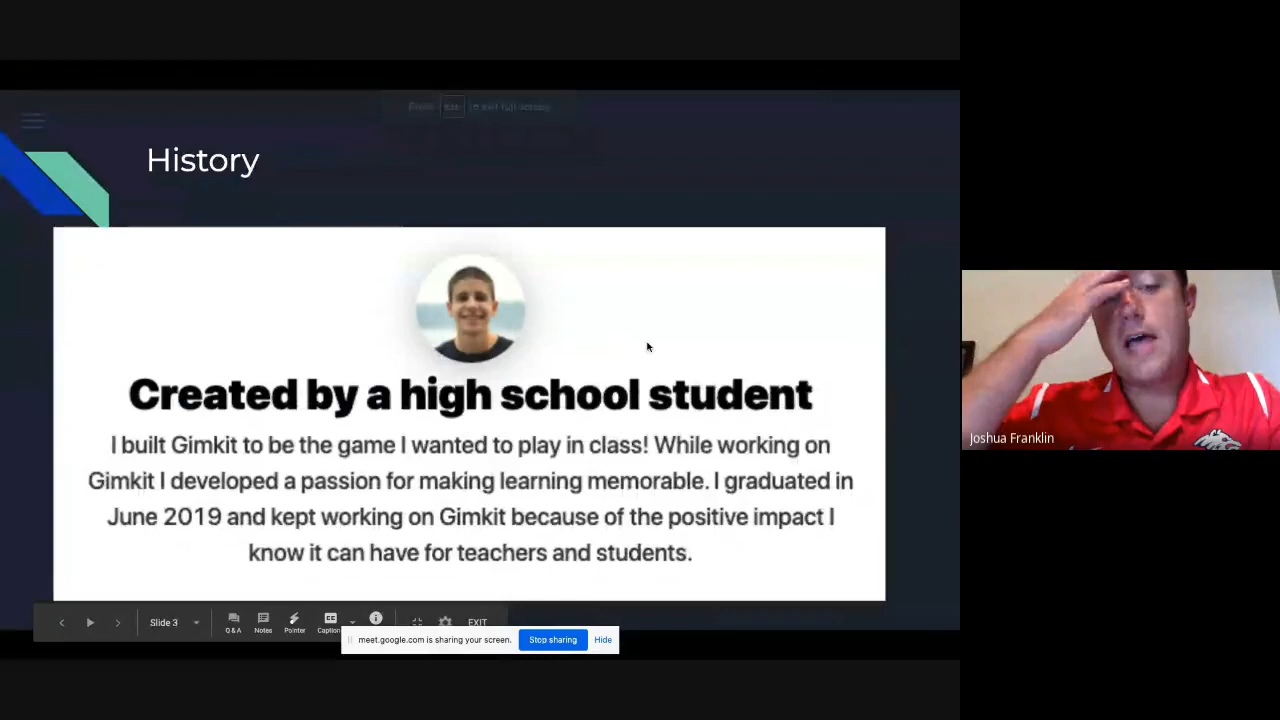 History
Created by a high school student
I built Gimkit to be the game I wanted to play in class! While working on
Gimkit I developed a passion for making learning memorable. I graduated in
June 2019 and kept working on Gimkit because of the positive impact I
know it can have for teachers and students.
Joshua Franklin
Slide 3
Q&A
Notes
Pointer
Caption
EXIT
meet.google.com is sharing your screen.
Stop sharing
Hide